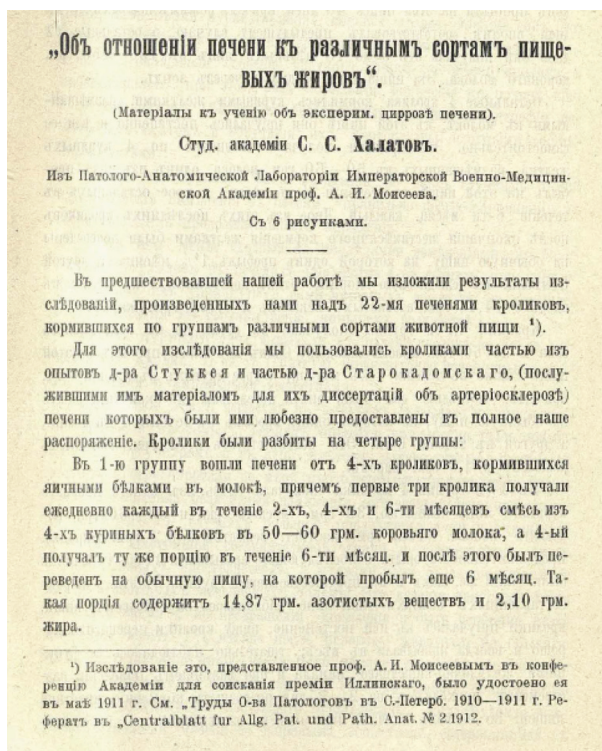 „Объ отношеніи печени къ различнымъ сортамъ пище-
выхъ жировъ“.
(Матеріалы къ ученію объ эксперим. циррозѣ печени).
Студ. академіи С. С. Халатовъ.
Изъ Патолого-Анатомической Лабораторіи Императорской Военно-Медицин-
ской Академіи проф. А. И. Моисеева.
Съ 6 рисунками.
Въ предшествовавшей нашей работѣ мы изложили результаты из-
слѣдованій, произведенныхъ нами надъ 22-мя печенями кроликовъ,
кормившихся по группамъ различными сортами животной пищи ¹).
Для этого изслѣдованія мы пользовались кроликами частью изъ
опытовъ д-ра Стуккея и частью д-ра Старокадомскаго, (послу-
жившими имъ матеріаломъ для ихъ диссертацій объ артеріосклерозѣ)
печени которыхъ были ими любезно предоставлены въ полное наше
распоряженіе. Кролики были разбиты на четыре группы:
Въ 1-ю группу вошли печени отъ 4-хъ кроликовъ, кормившихся
яичными бѣлками въ молокѣ, причемъ первые три кролика получали
ежедневно каждый въ теченіе 2-хъ, 4-хъ и 6-ти мѣсяцевъ смѣсь изъ
4-хъ куриныхъ бѣлковъ въ 50—60 грм. коровьяго молока, а 4-ый
получалъ ту же порцію въ теченіе 6-ти мѣсяц. и послѣ этого былъ пе-
реведенъ на обычную пищу, на которой пробылъ еще 6 мѣсяц. Та-
кая порція содержитъ 14,87 грм. азотистыхъ веществъ и 2,10 грм.
жира.
¹) Изслѣдованіе это, представленное проф. А. И. Моисеевымъ въ конфе-
ренцію Академіи для соисканія преміи Иллинскаго, было удостоено ея
въ маѣ 1911 г. См. „Труды О-ва Патологовъ въ С.-Петерб. 1910—1911 г. Ре-
фератъ въ „Centralblatt fur Allg. Pat. und Path. Anat. № 2.1912.